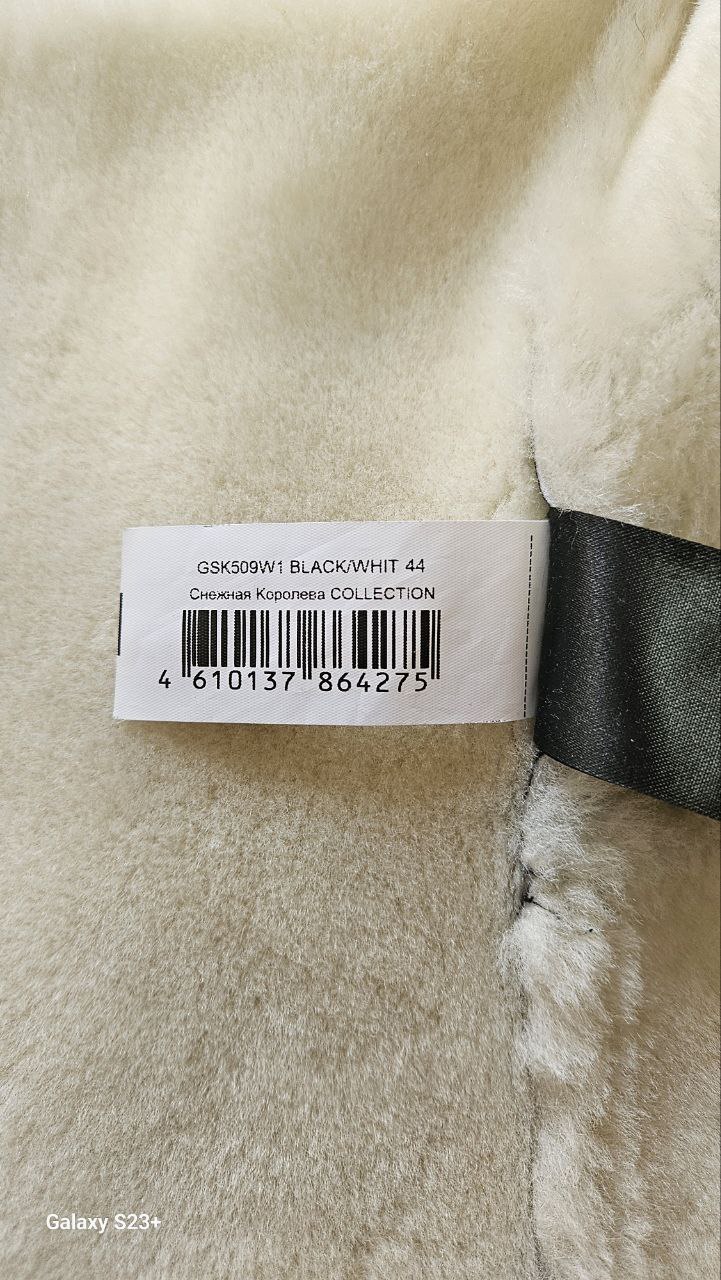 GSK509W1 BLACK/WHIT 44
Снежная Королева COLLECTION
4 610137 864275
Galaxy S23+